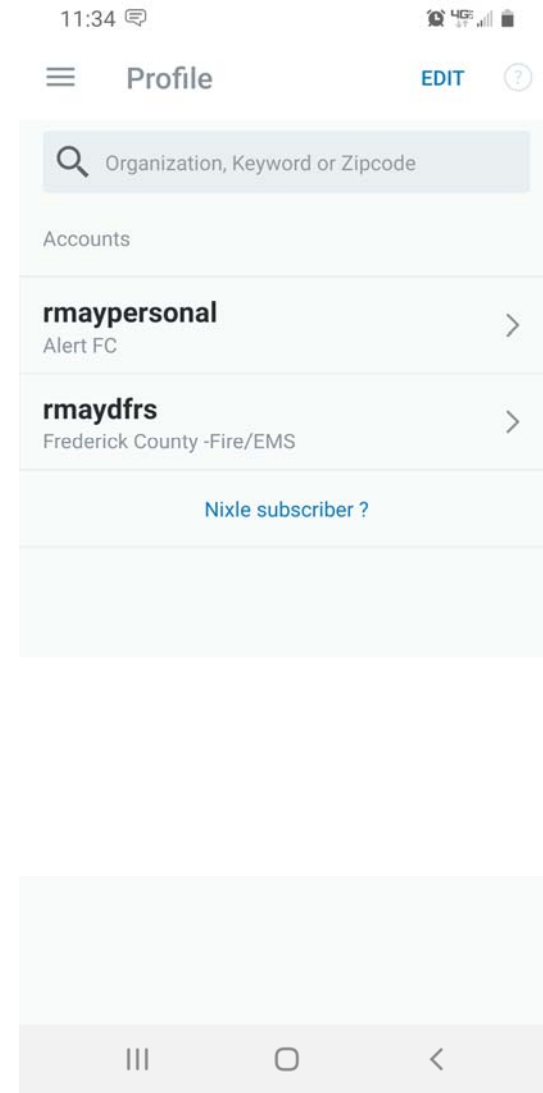 11:34
4GE
Profile
EDIT
?
Organization, Keyword or Zipcode
Accounts
rmaypersonal
Alert FC
rmaydfrs
Frederick County -Fire/EMS
Nixle subscriber ?